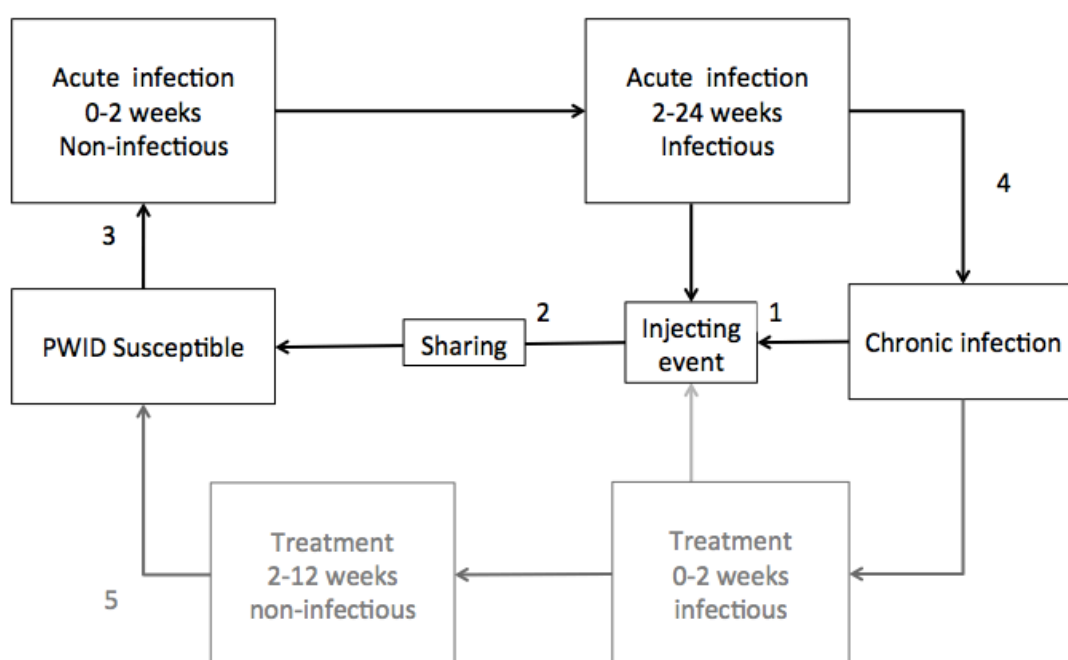 Acute infection
0-2 weeks
Non-infectious
Acute infection
2-24 weeks
Infectious
4
3
PWID Susceptible
Sharing
2
Injecting
event
1
Chronic infection
Treatment
2-12 weeks
non-infectious
Treatment
0-2 weeks
infectious
5